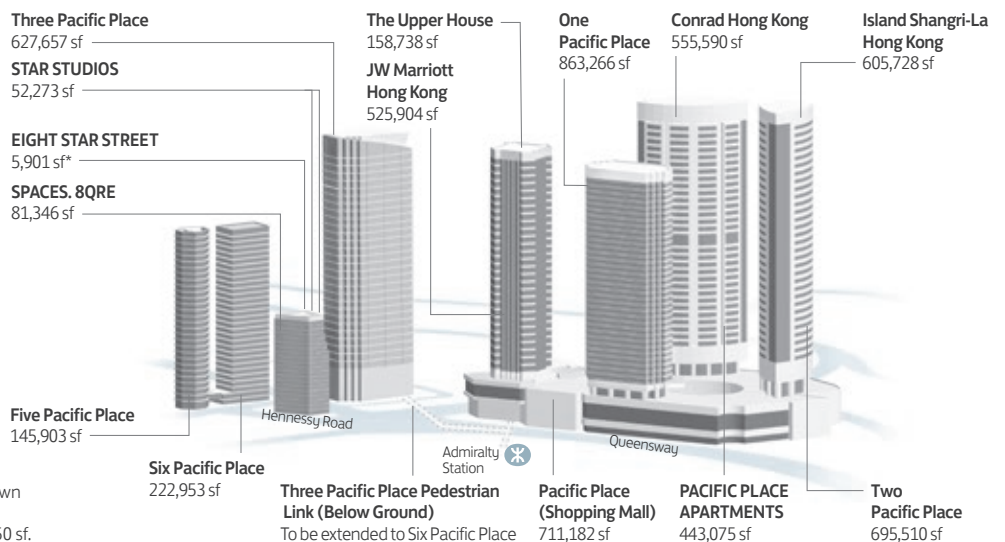 Three Pacific Place
627,657 sf
STAR STUDIOS
52,273 sf
EIGHT STAR STREET
5,901 sf*
SPACES. 8QRE
81,346 sf
The Upper House
158,738 sf
JW Marriott
Hong Kong
525,904 sf
One
Pacific Place
863,266 sf
Conrad Hong Kong
555,590 sf
Island Shangri-La
Hong Kong
605,728 sf
Five Pacific Place
145,903 sf
Hennessy Road
Six Pacific Place
222,953 sf
Admiralty
Station
Queensway
Three Pacific Place Pedestrian
Link (Below Ground)
To be extended to Six Pacific Place
Pacific Place
(Shopping Mall)
711,182 sf
PACIFIC PLACE
APARTMENTS
443,075 sf
Two
Pacific Place
695,510 sf
sf.